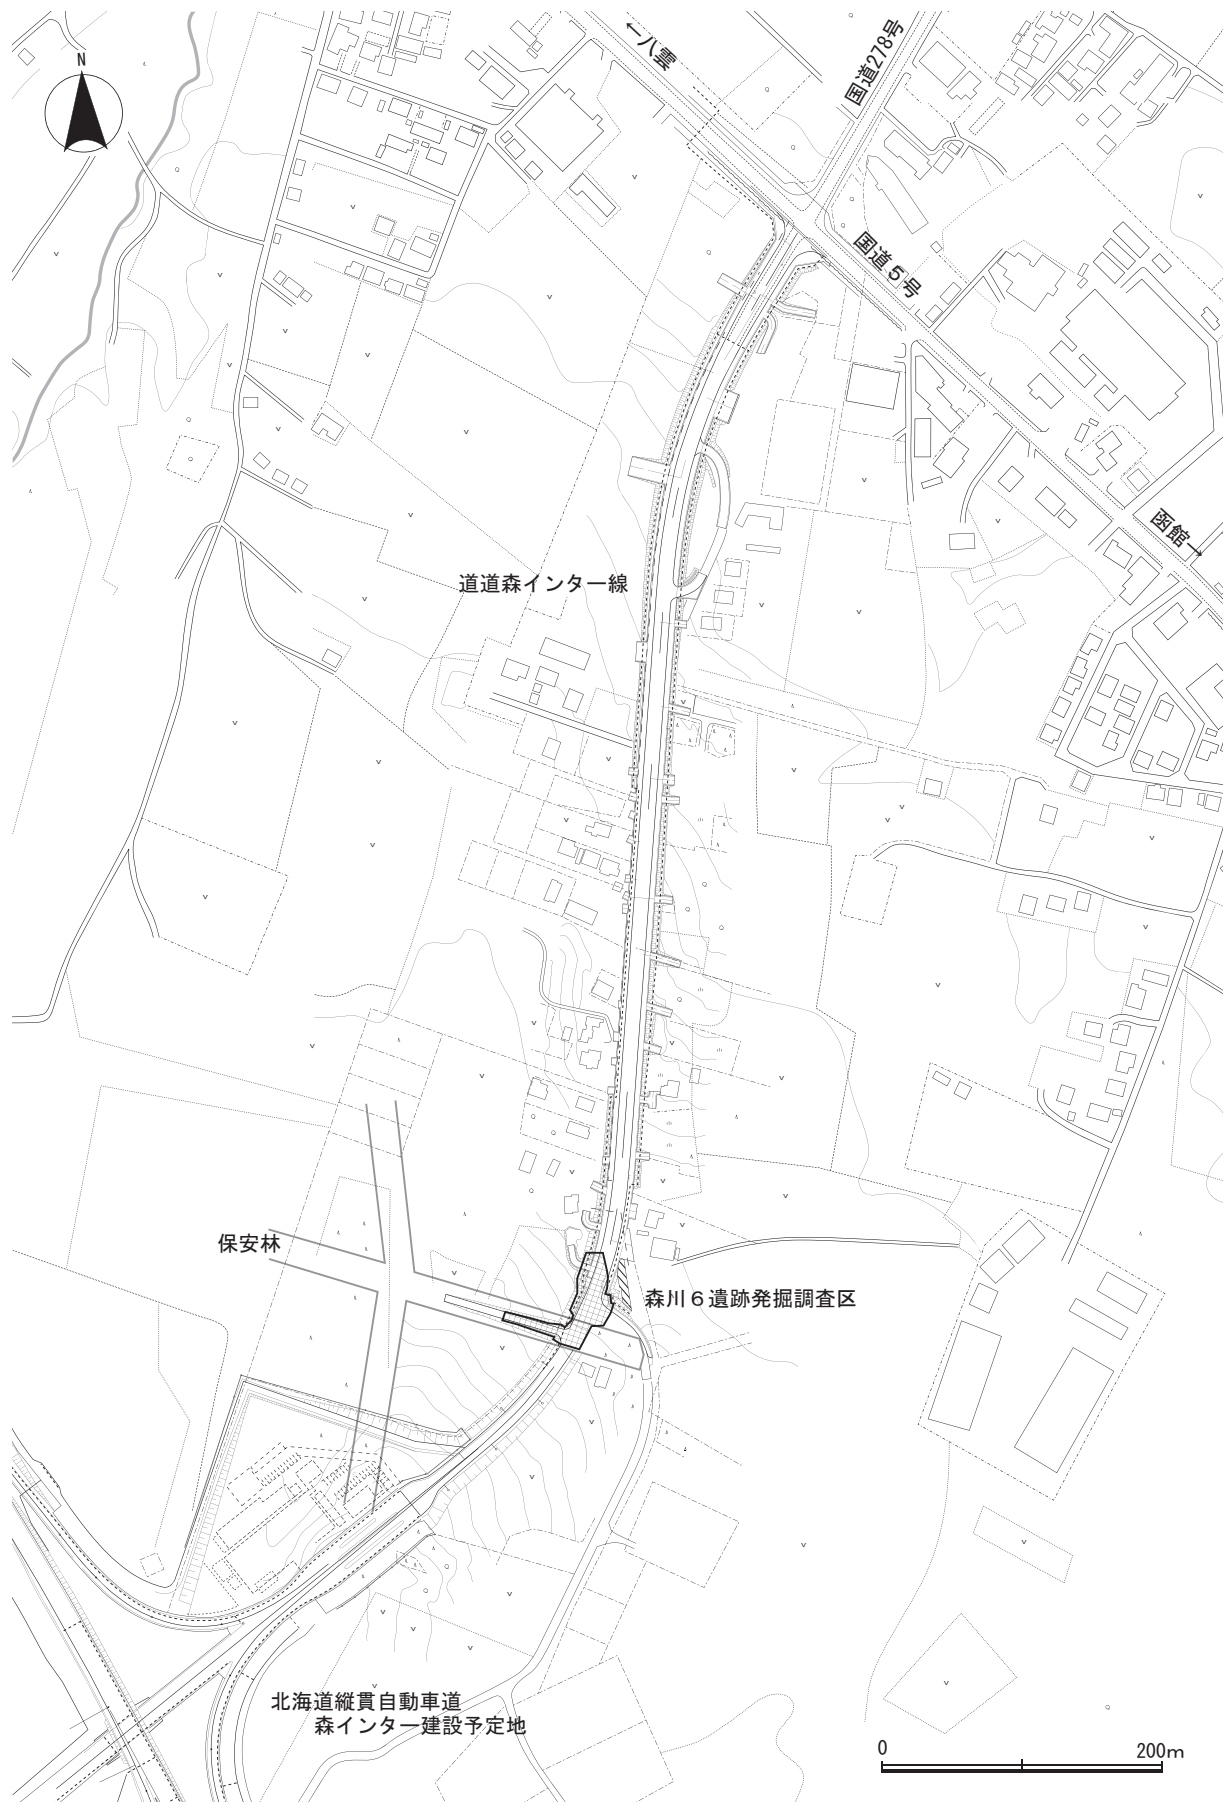 N
←八雲
国道278号
国道5号
函館→
道道森インター線
保安林
森川6遺跡発掘調査区
北海道縦貫自動車道
森インター建設予定地
0
200m